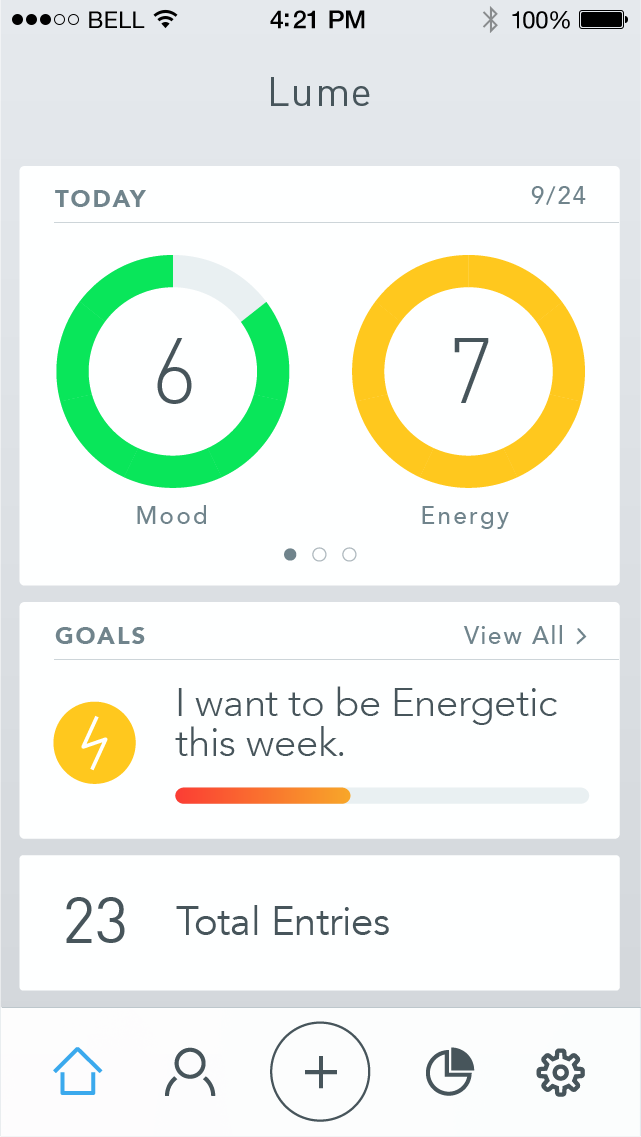 BELL 4:21 PM 100%
Lume
TODAY 9/24
6 7
Mood Energy
GOALS View All >
I want to be Energetic
this week.
23 Total Entries